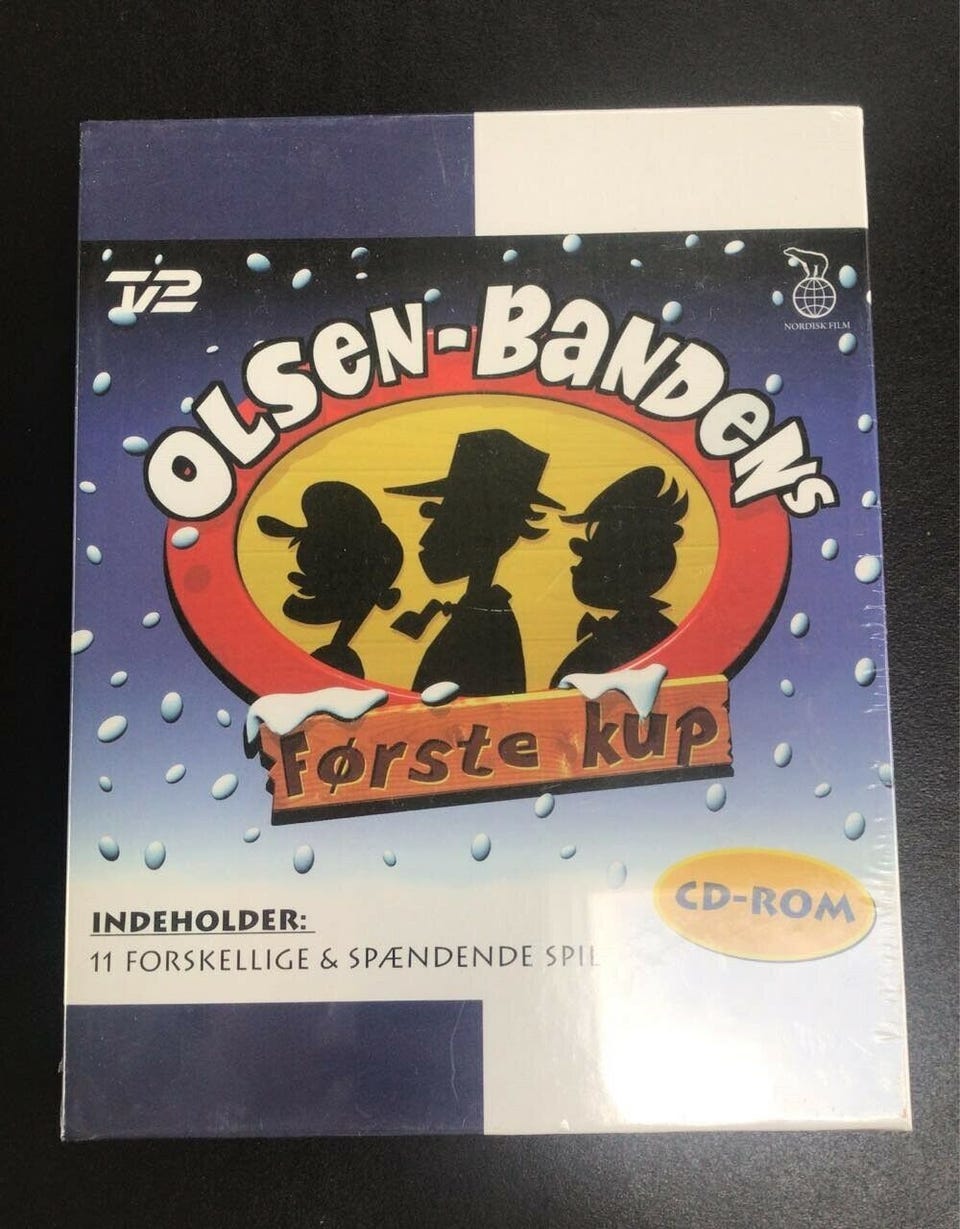 TV2
NORDISK FILM
OLSEN-BANDENS
Første kup
CD-ROM
INDEHOLDER:
11 FORSKELLIGE & SPÆNDENDE SPIL